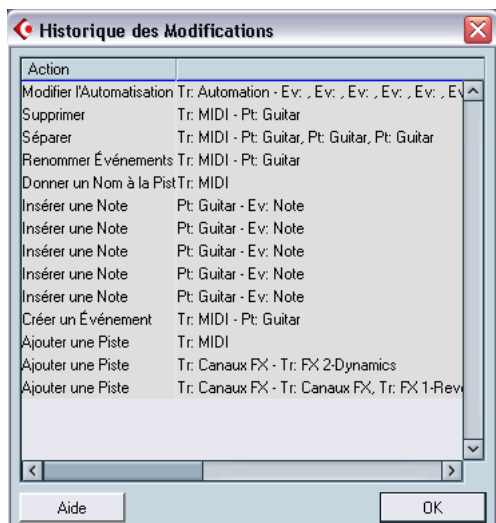 Historique des Modifications
Action
Modifier l'Automatisation Tr: Automation - Ev: , Ev: , Ev: , Ev: , Ev: , Ev
Supprimer Tr: MIDI - Pt: Guitar
Séparer Tr: MIDI - Pt: Guitar, Pt: Guitar, Pt: Guitar
Renommer Événements Tr: MIDI - Pt: Guitar
Donner un Nom à la Pist Tr: MIDI
Insérer une Note Pt: Guitar - Ev: Note
Insérer une Note Pt: Guitar - Ev: Note
Insérer une Note Pt: Guitar - Ev: Note
Insérer une Note Pt: Guitar - Ev: Note
Insérer une Note Pt: Guitar - Ev: Note
Créer un Événement Tr: MIDI - Pt: Guitar
Ajouter une Piste Tr: MIDI
Ajouter une Piste Tr: Canaux FX - Tr: FX 2-Dynamics
Ajouter une Piste Tr: Canaux FX - Tr: Canaux FX, Tr: FX 1-Rev
Aide OK